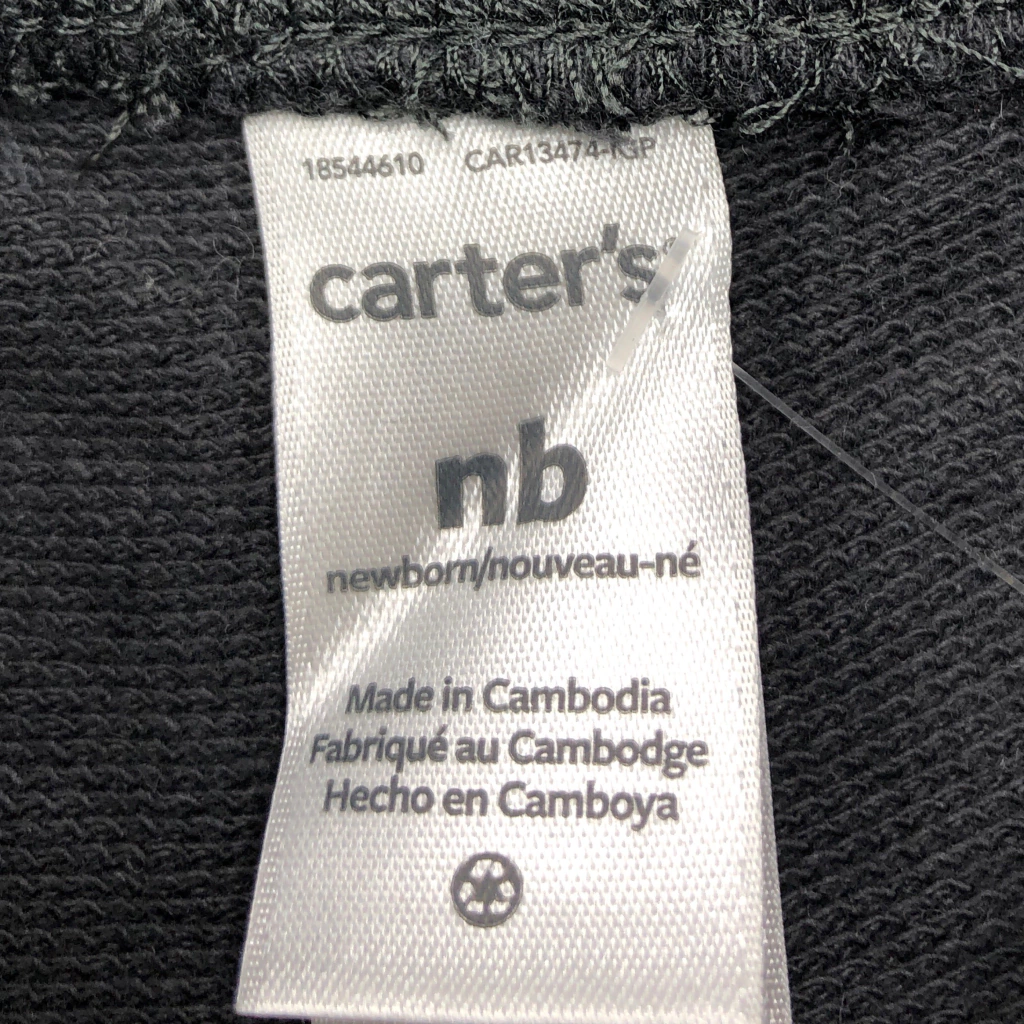 18544610 CAR13474-IGP
carter's
nb
newborn/nouveau-né
Made in Cambodia
Fabriqué au Cambodge
Hecho en Camboya